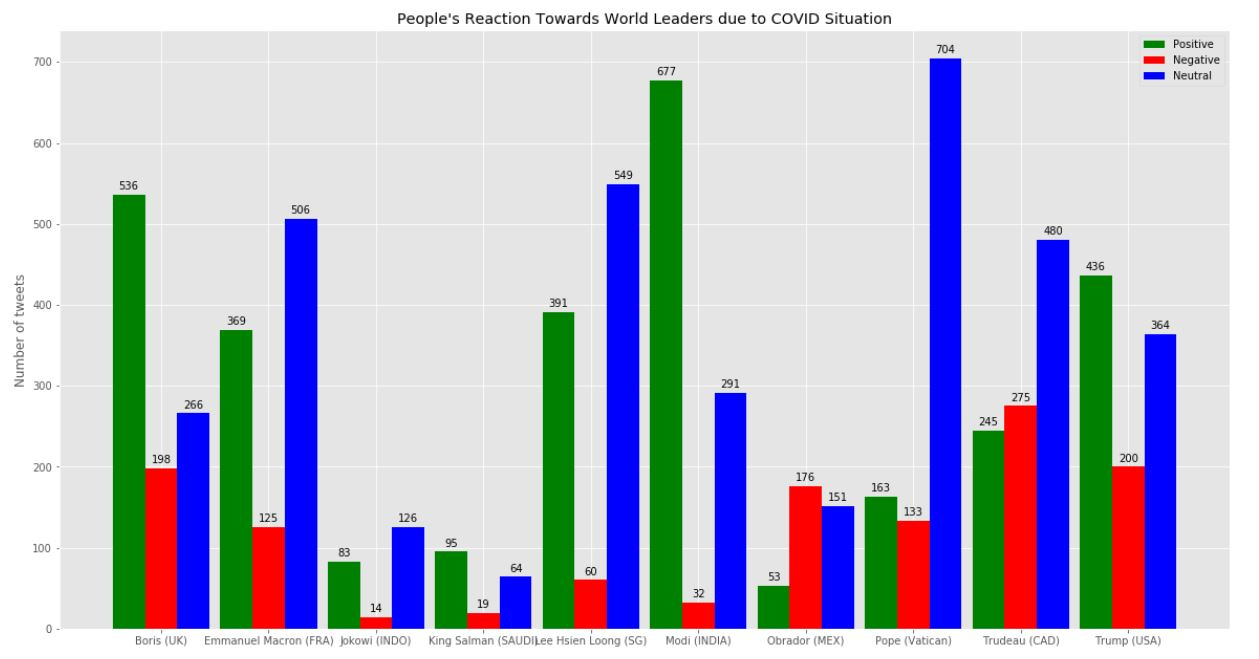 People's Reaction Towards World Leaders due to COVID Situation
Positive
Negative
Neutral
Number of tweets
700
600
500
400
300
200
100
0
536
198
266
369
125
506
83
14
126
95
19
64
391
60
549
677
32
291
53
176
151
163
133
704
245
275
480
436
200
364
Boris (UK)
Emmanuel Macron (FRA)
Jokowi (INDO)
King Salman (SAUDI)
Lee Hsien Loong (SG)
Modi (INDIA)
Obrador (MEX)
Pope (Vatican)
Trudeau (CAD)
Trump (USA)